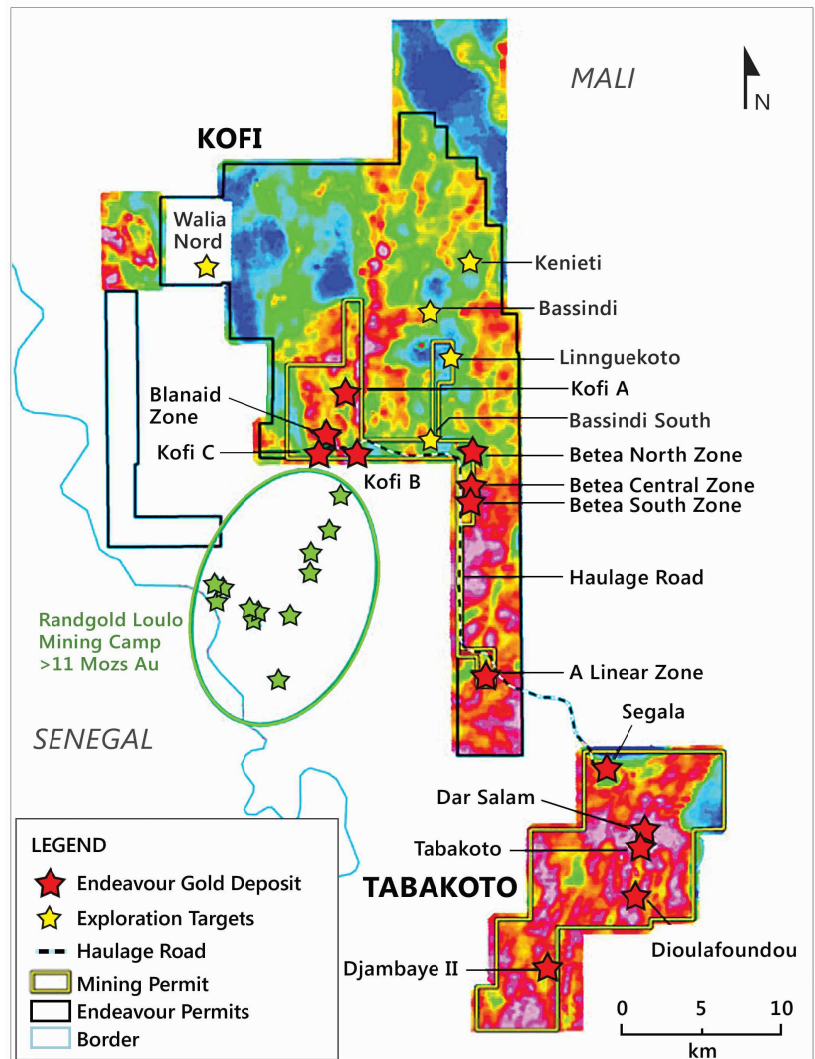 MALI
N
KOFI
Walia
Nord
Kenieti
Bassindi
Linnguekoto
Kofi A
Blanaid
Zone
Bassindi South
Kofi C
Betea North Zone
Kofi B
Betea Central Zone
Betea South Zone
Haulage Road
Randgold Loulo
Mining Camp
>11 Mozs Au
A Linear Zone
Segala
SENEGAL
Dar Salam
Tabakoto
TABAKOTO
Dioulafoundou
Djambaye II
LEGEND
Endeavour Gold Deposit
Exploration Targets
Haulage Road
Mining Permit
Endeavour Permits
Border
0 5 10
km